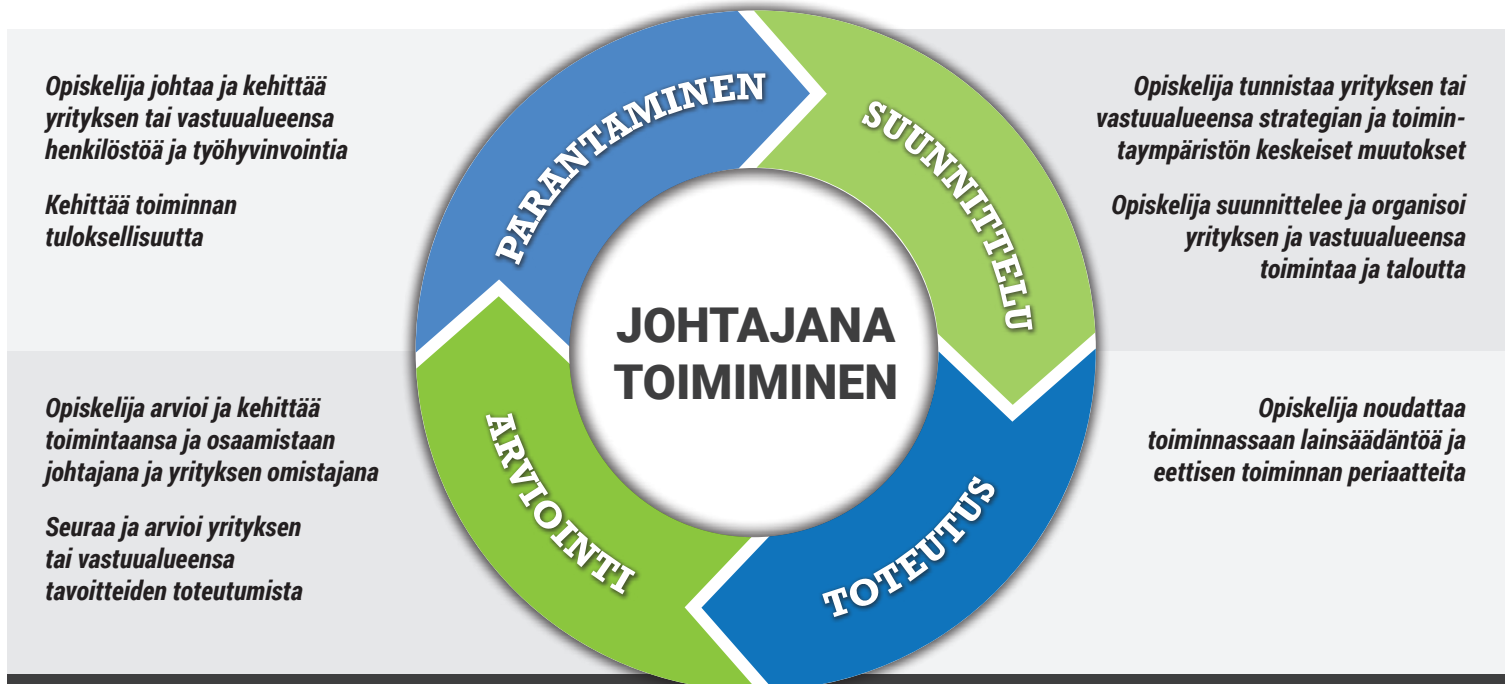 Opiskelija johtaa ja kehittää
yrityksen tai vastuualueensa
henkilöstöä ja työhyvinvointia
Kehittää toiminnan
tuloksellisuutta
PARANTAMINEN
SUUNNITTELU
Opiskelija tunnistaa yrityksen tai
vastuualueensa strategian ja toimin-
taympäristön keskeiset muutokset
Opiskelija suunnittelee ja organisoi
yrityksen ja vastuualueensa
toimintaa ja taloutta
JOHTAJANA
TOIMIMINEN
Opiskelija arvioi ja kehittää
toimintaansa ja osaamistaan
johtajana ja yrityksen omistajana
Seuraa ja arvioi yrityksen
tai vastuualueensa
tavoitteiden toteutumista
ARVIOINTI
TOTEUTUS
Opiskelija noudattaa
toiminnassaan lainsäädäntöä ja
eettisen toiminnan periaatteita